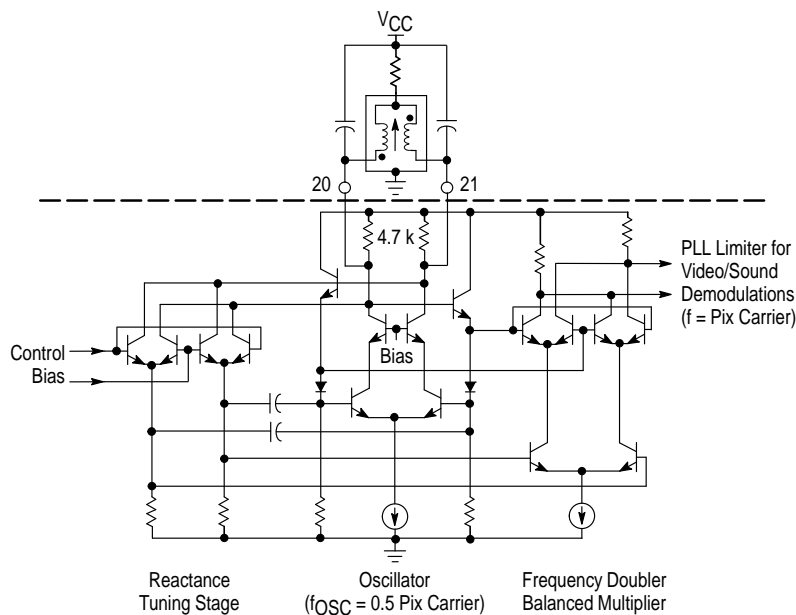 VCC
20
21
4.7 k
PLL Limiter for
Video/Sound
Demodulations
(f = Pix Carrier)
Control
Bias
Bias
Reactance
Tuning Stage
Oscillator
(fOSC = 0.5 Pix Carrier)
Frequency Doubler
Balanced Multiplier